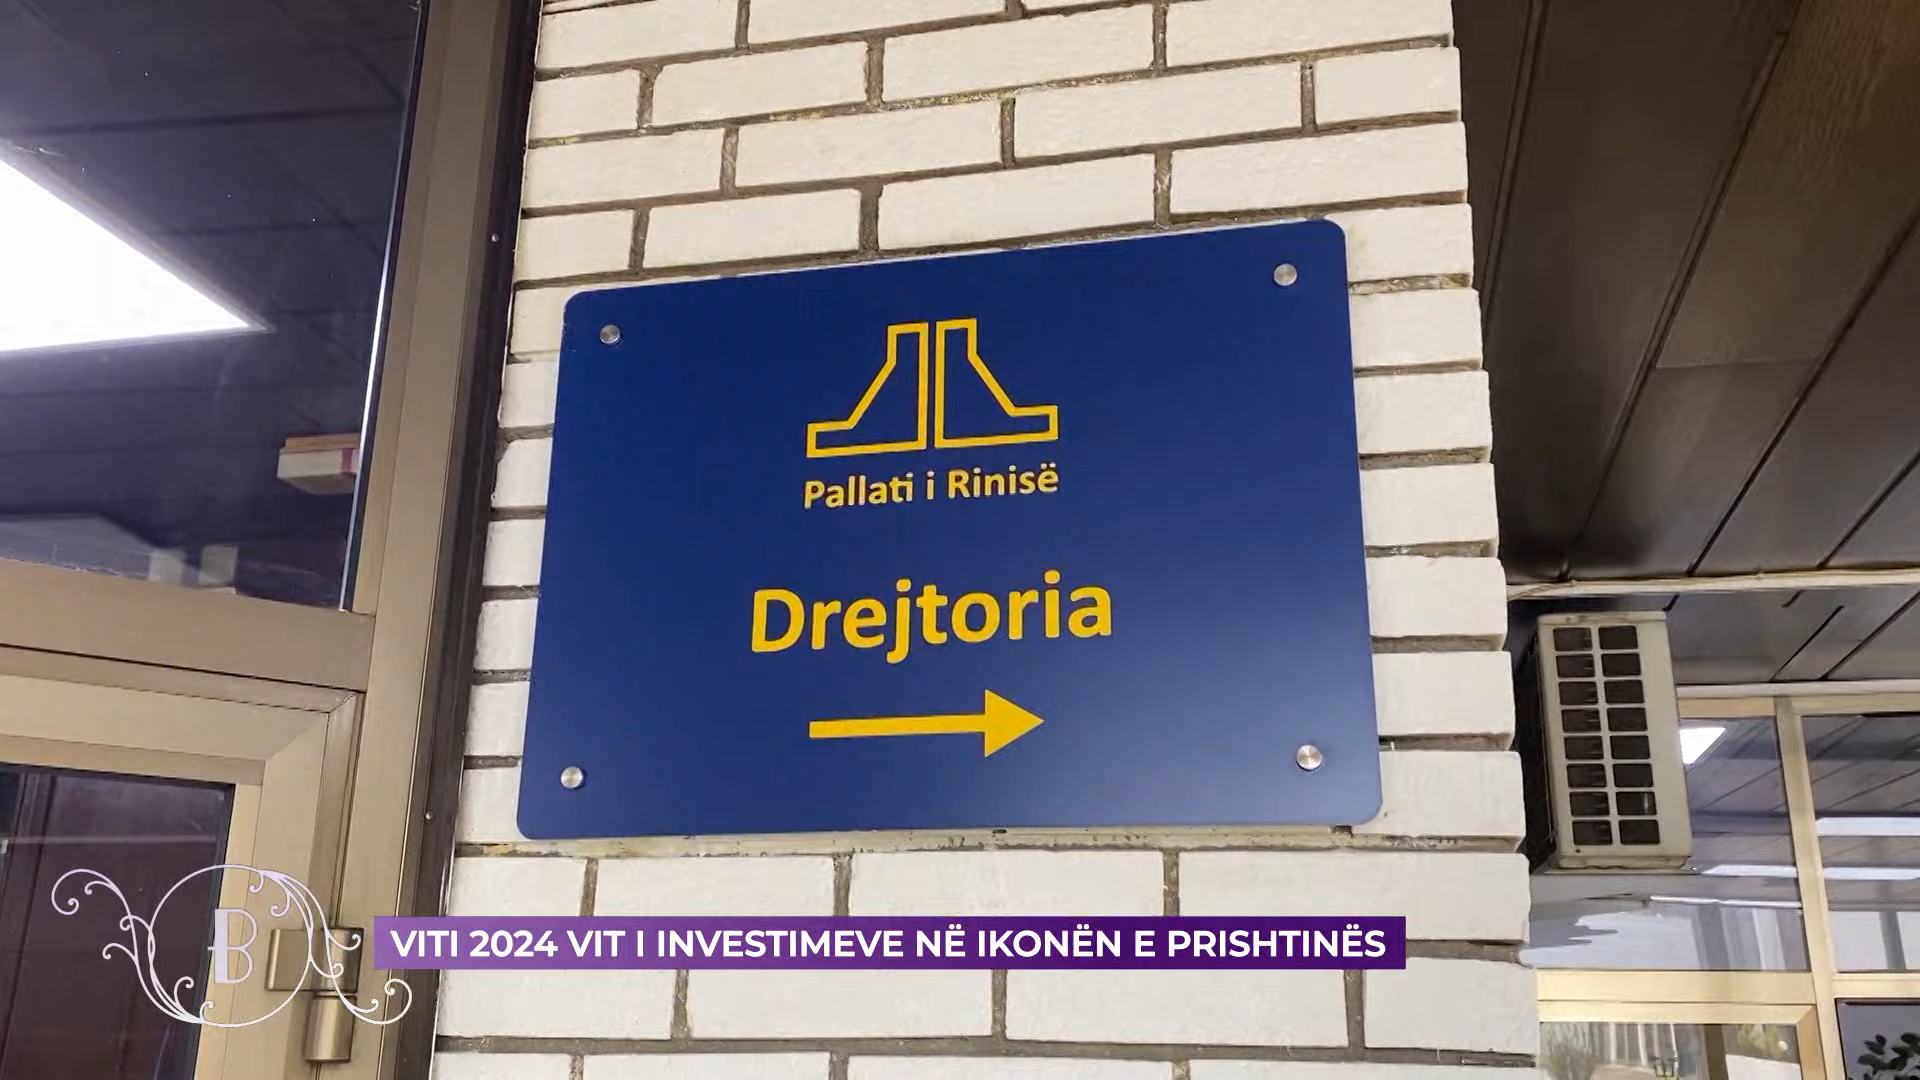 Pallati i Rinisë
Drejtoria
B
VITI 2024 VIT I INVESTIMEVE NË IKONËN E PRISHTINËS